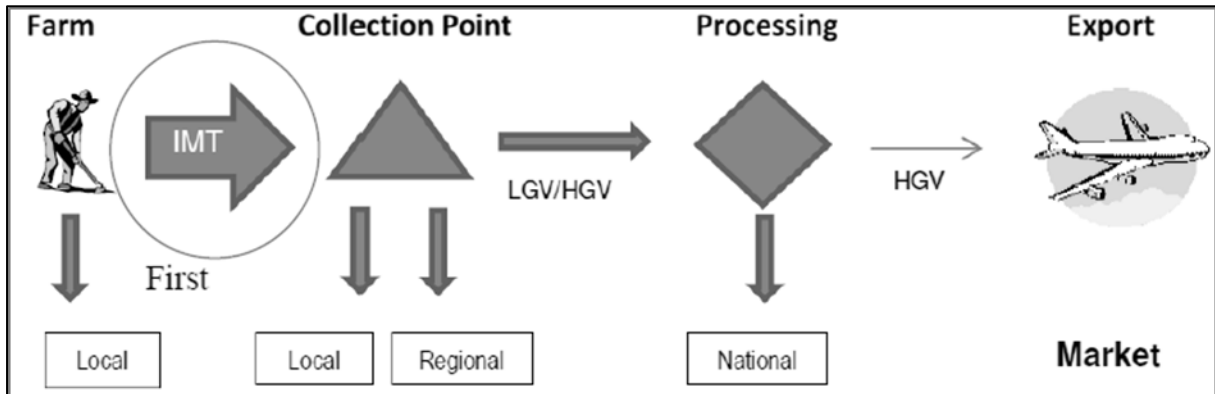 Farm Collection Point Processing Export
IMT
LGV/HGV
HGV
First
Local Local Regional National Market